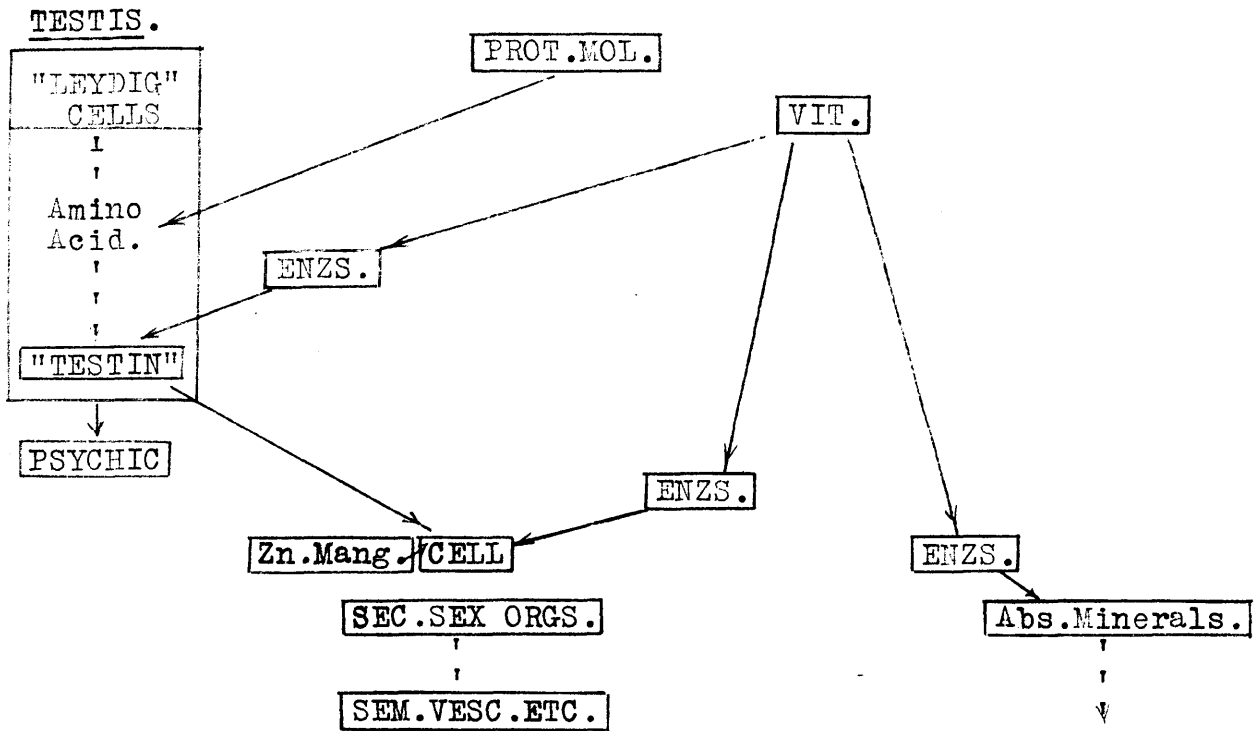 TESTIS.
"LEYDIG"
CELLS
Amino
Acid.
"TESTIN"
PSYCHIC
PROT.MOL.
VIT.
ENZS.
ENZS.
Zn.Mang.
CELL
SEC.SEX ORGS.
SEM.VESC.ETC.
ENZS.
Abs.Minerals.